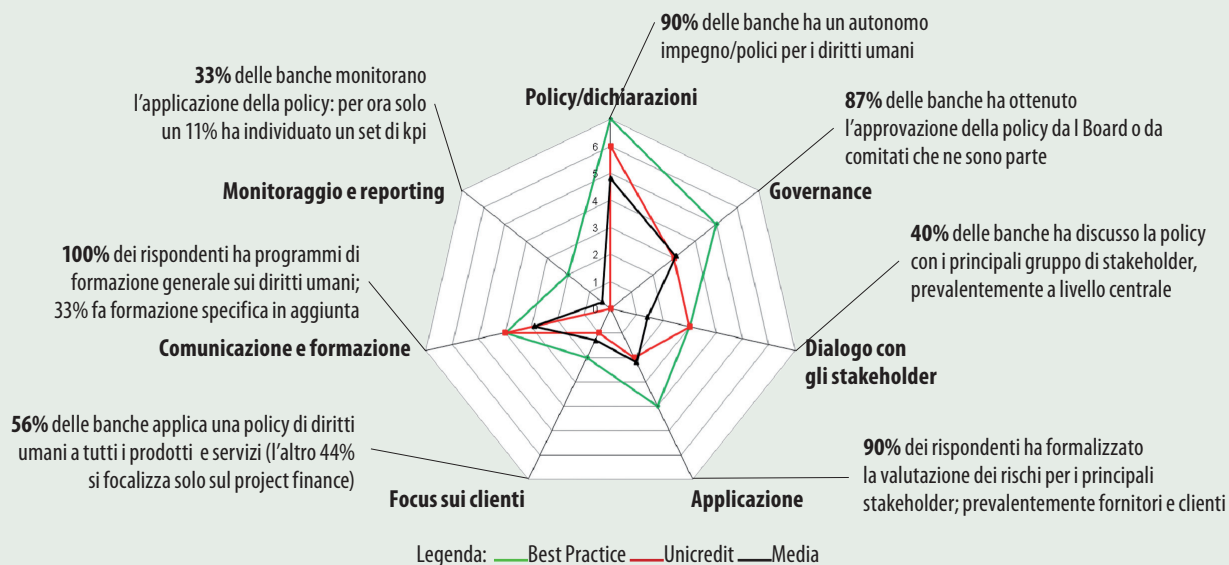 90% delle banche ha un autonomo
impegno/polici per i diritti umani
33% delle banche monitorano
l'applicazione della policy: per ora solo
un 11% ha individuato un set di kpi
Policy/dichiarazioni
87% delle banche ha ottenuto
l'approvazione della policy da l Board o da
comitati che ne sono parte
Monitoraggio e reporting
Governance
6
5
4
3
2
1
0
100% dei rispondenti ha programmi di
formazione generale sui diritti umani;
33% fa formazione specifica in aggiunta
40% delle banche ha discusso la policy
con i principali gruppo di stakeholder,
prevalentemente a livello centrale
Comunicazione e formazione
Dialogo con
gli stakeholder
56% delle banche applica una policy di diritti
umani a tutti i prodotti e servizi (l'altro 44%
si focalizza solo sul project finance)
90% dei rispondenti ha formalizzato
la valutazione dei rischi per i principali
stakeholder; prevalentemente fornitori e clienti
Focus sui clienti
Applicazione
Legenda: Best Practice Unicredit Media